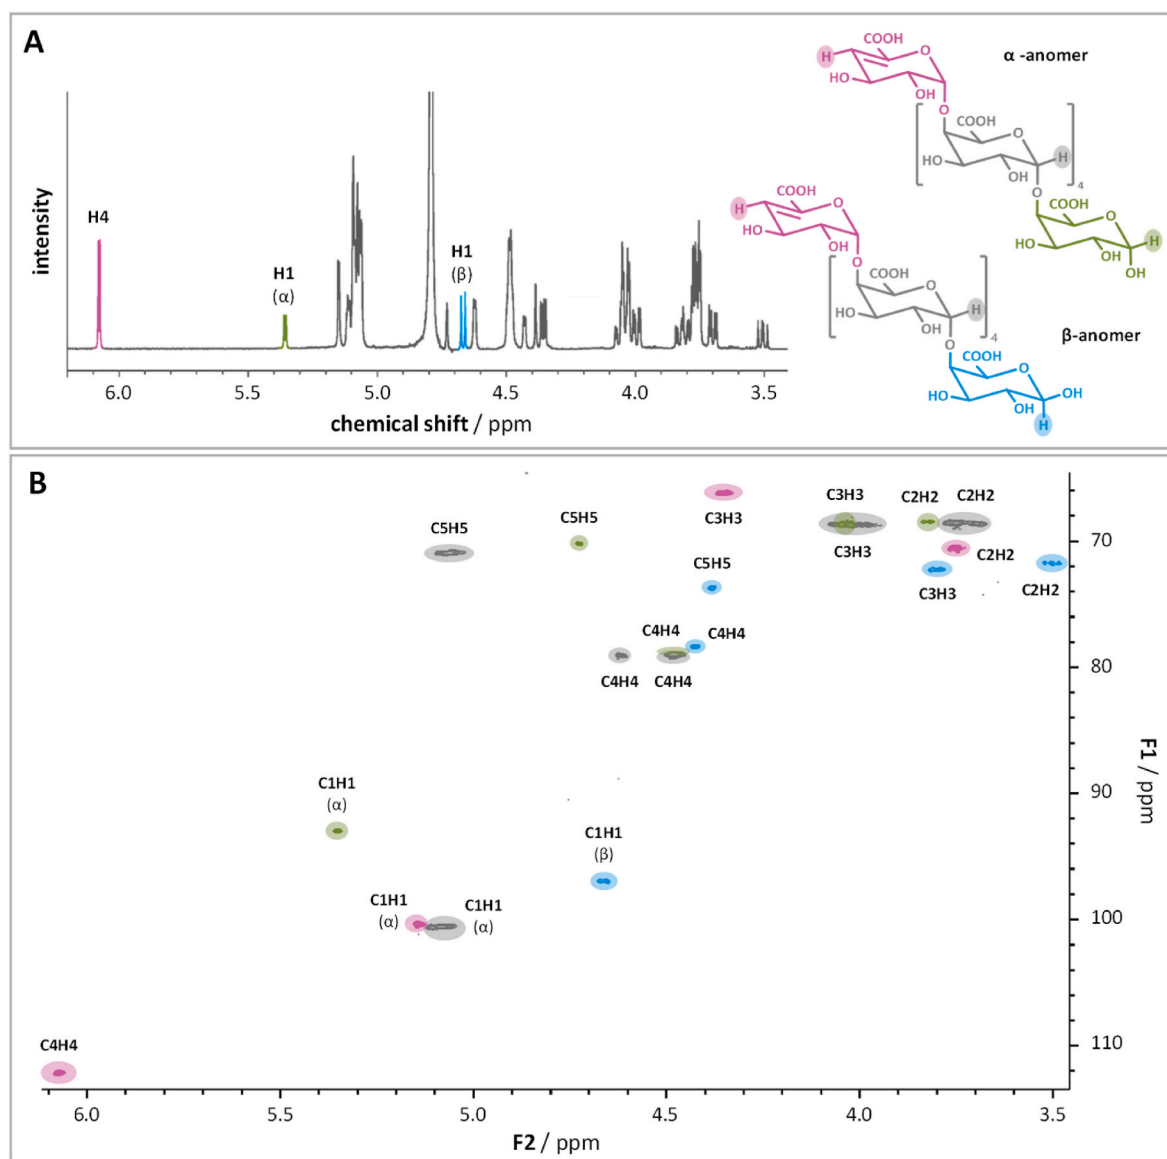 A
intensity
H4
H1
(α)
H1
(β)
6.0
5.5
5.0
4.5
4.0
3.5
chemical shift / ppm
α -anomer
COOH
O
H
HO
OH
O
COOH
O
H
HO
OH
4
O
COOH
O
H
HO
OH
OH
β-anomer
COOH
O
H
HO
OH
O
COOH
O
H
HO
OH
4
O
COOH
O
OH
HO
OH
H
B
C5H5
C5H5
C3H3
C3H3
C2H2
C2H2
C3H3
C2H2
C5H5
C3H3
C2H2
C4H4
C4H4
C4H4
C4H4
C1H1
(α)
C1H1
(β)
C1H1
(α)
C1H1
(α)
C4H4
70
80
90
100
110
F1 / ppm
6.0
5.5
5.0
4.5
4.0
3.5
F2 / ppm